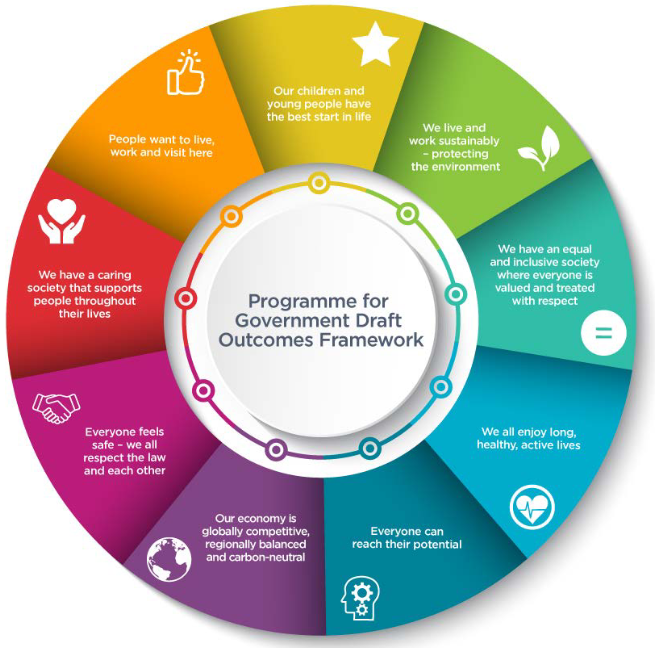 Programme for
Government Draft
Outcomes Framework
Our children and
young people have
the best start in life
We live and
work sustainably
– protecting
the environment
We have an equal
and inclusive society
where everyone is
valued and treated
with respect
=
We all enjoy long,
healthy, active lives
Everyone can
reach their potential
Our economy is
globally competitive,
regionally balanced
and carbon-neutral
Everyone feels
safe – we all
respect the law
and each other
We have a caring
society that supports
people throughout
their lives
People want to live,
work and visit here